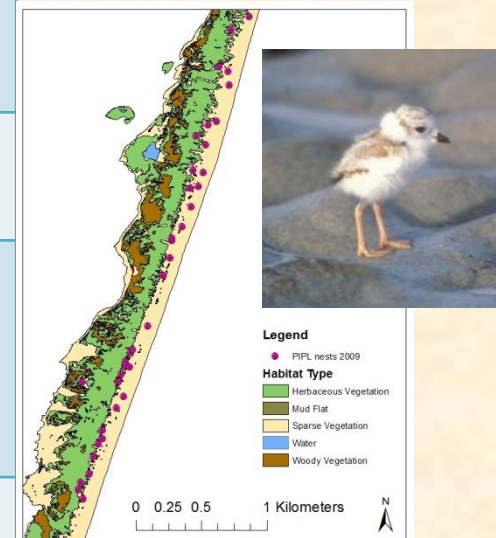 Legend
PIPL nests 2009
Habitat Type
Herbaceous Vegetation
Mud Flat
Sparse Vegetation
Water
Woody Vegetation
0 0.25 0.5 1 Kilometers
N